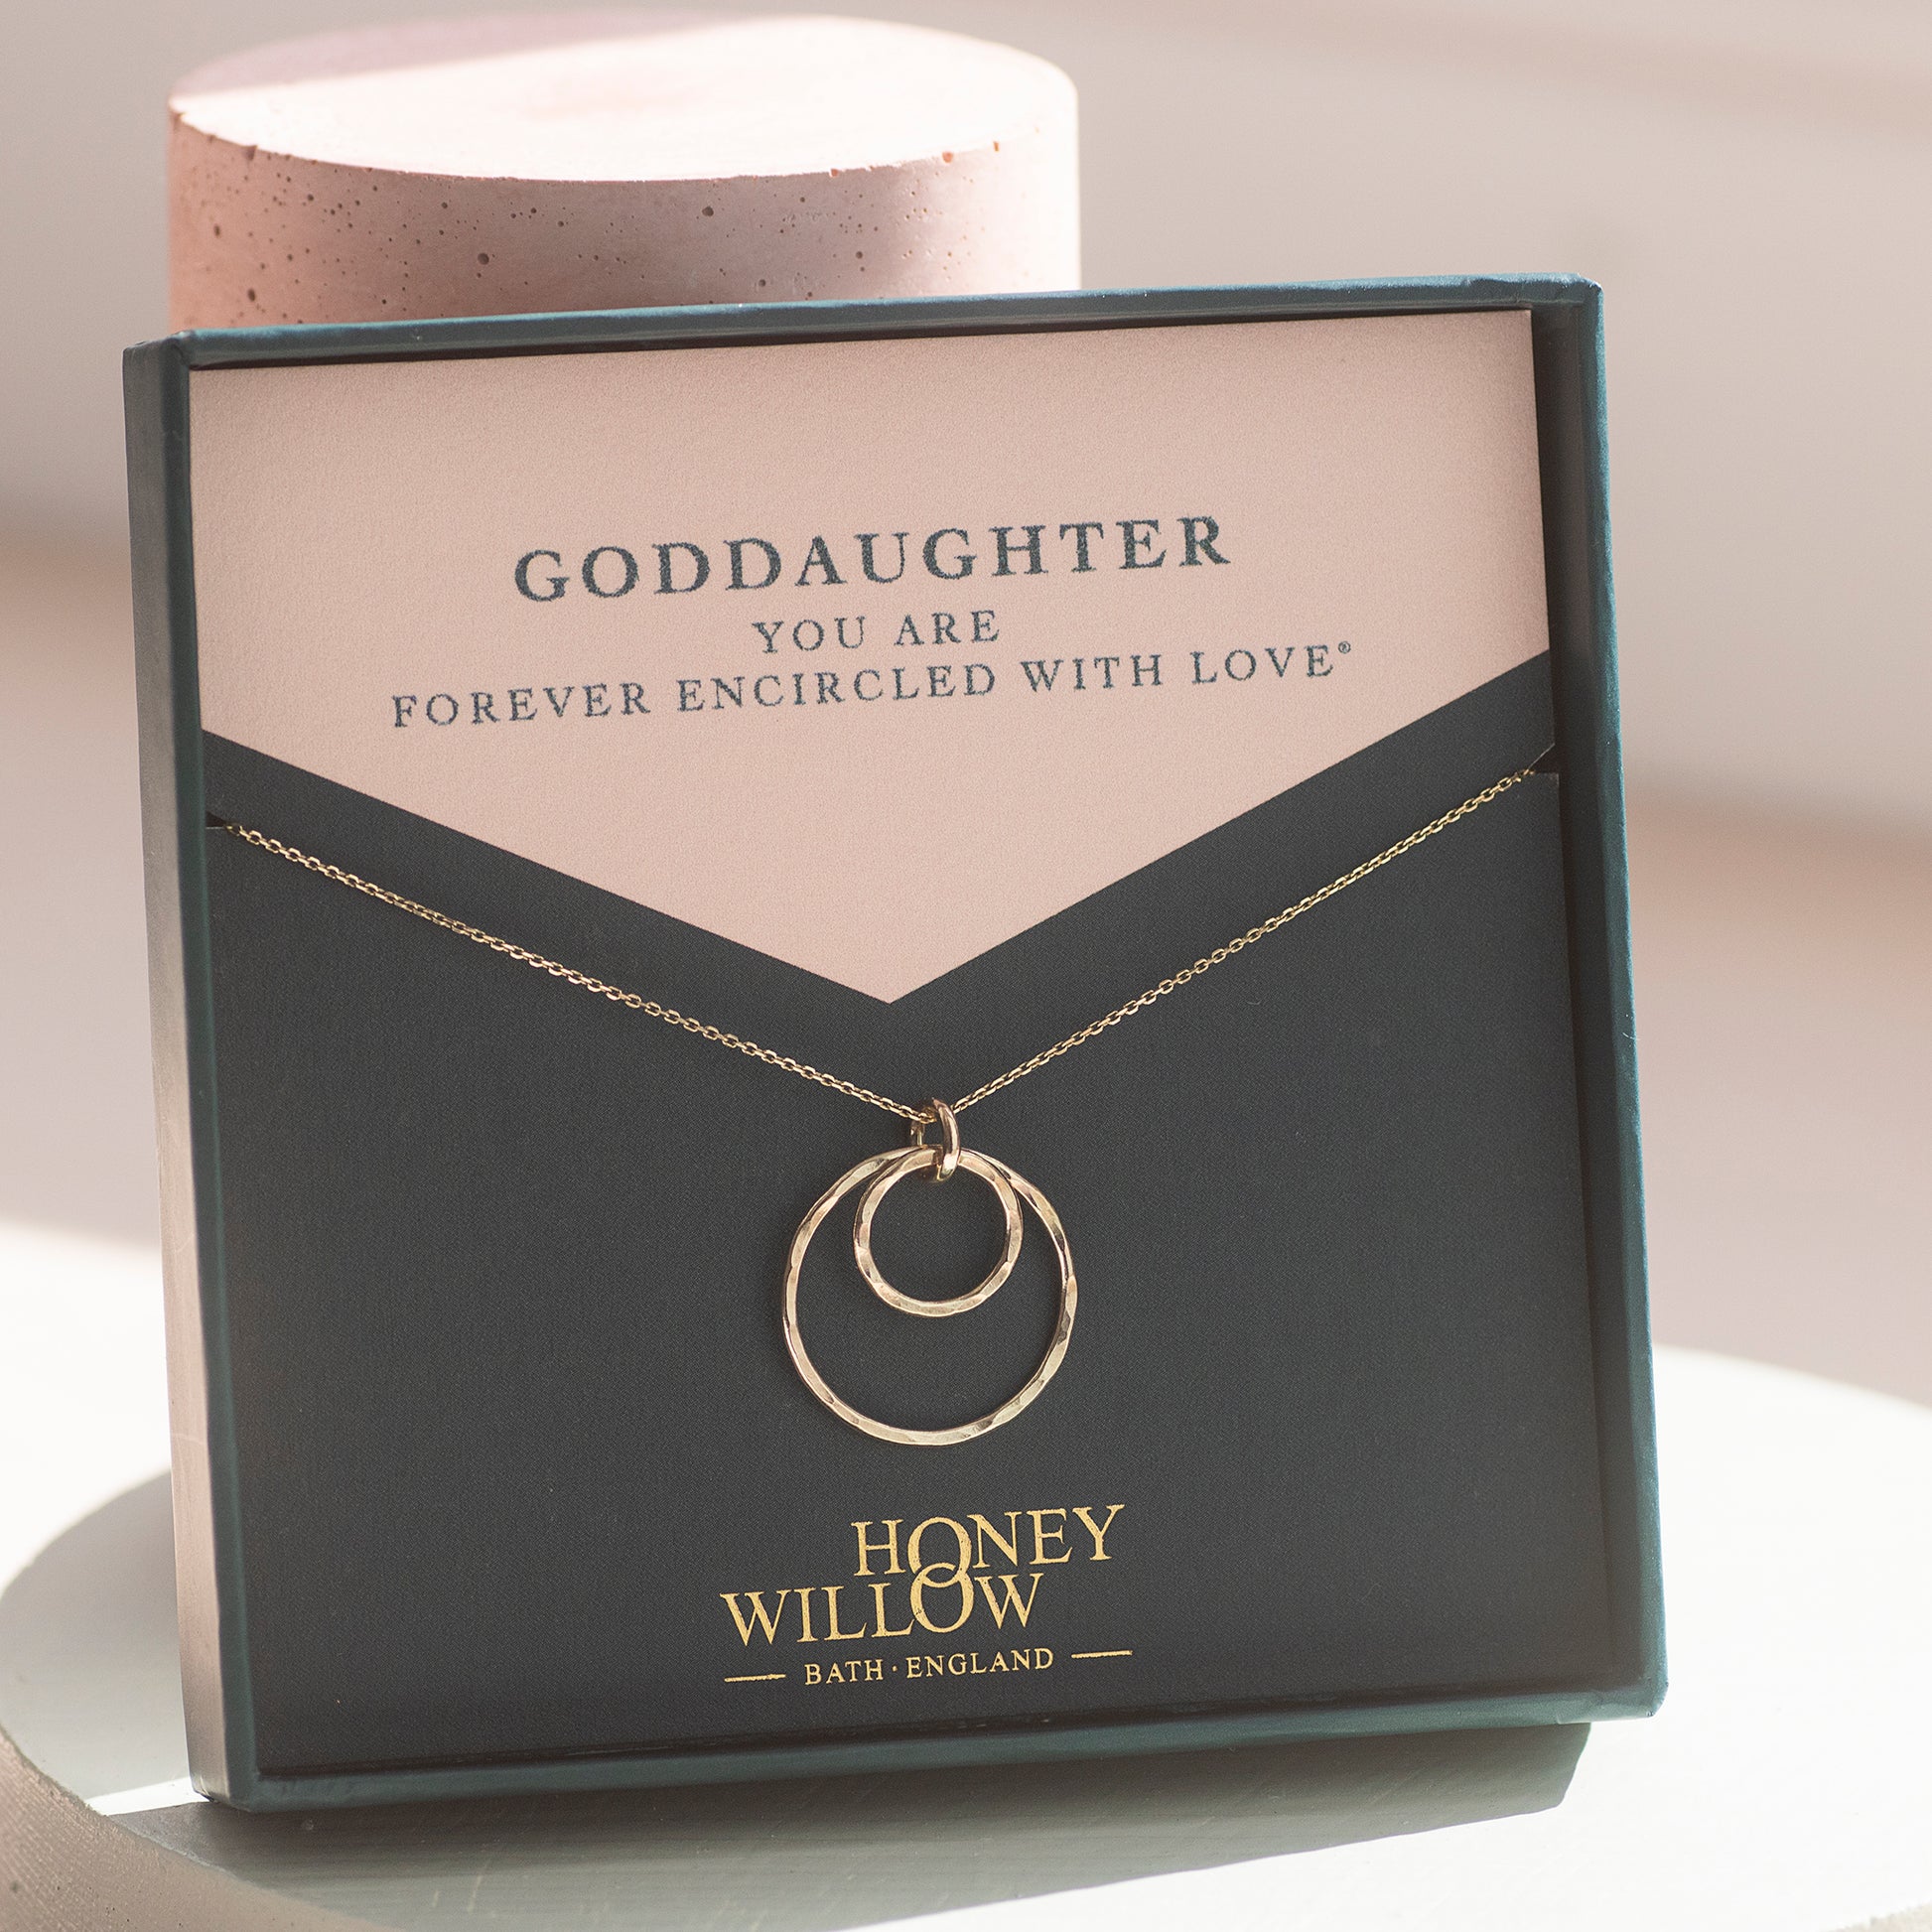 GODDAUGHTER
YOU ARE
FOREVER ENCIRCLED WITH LOVE®
HONEY
WILLOW
BATH · ENGLAND